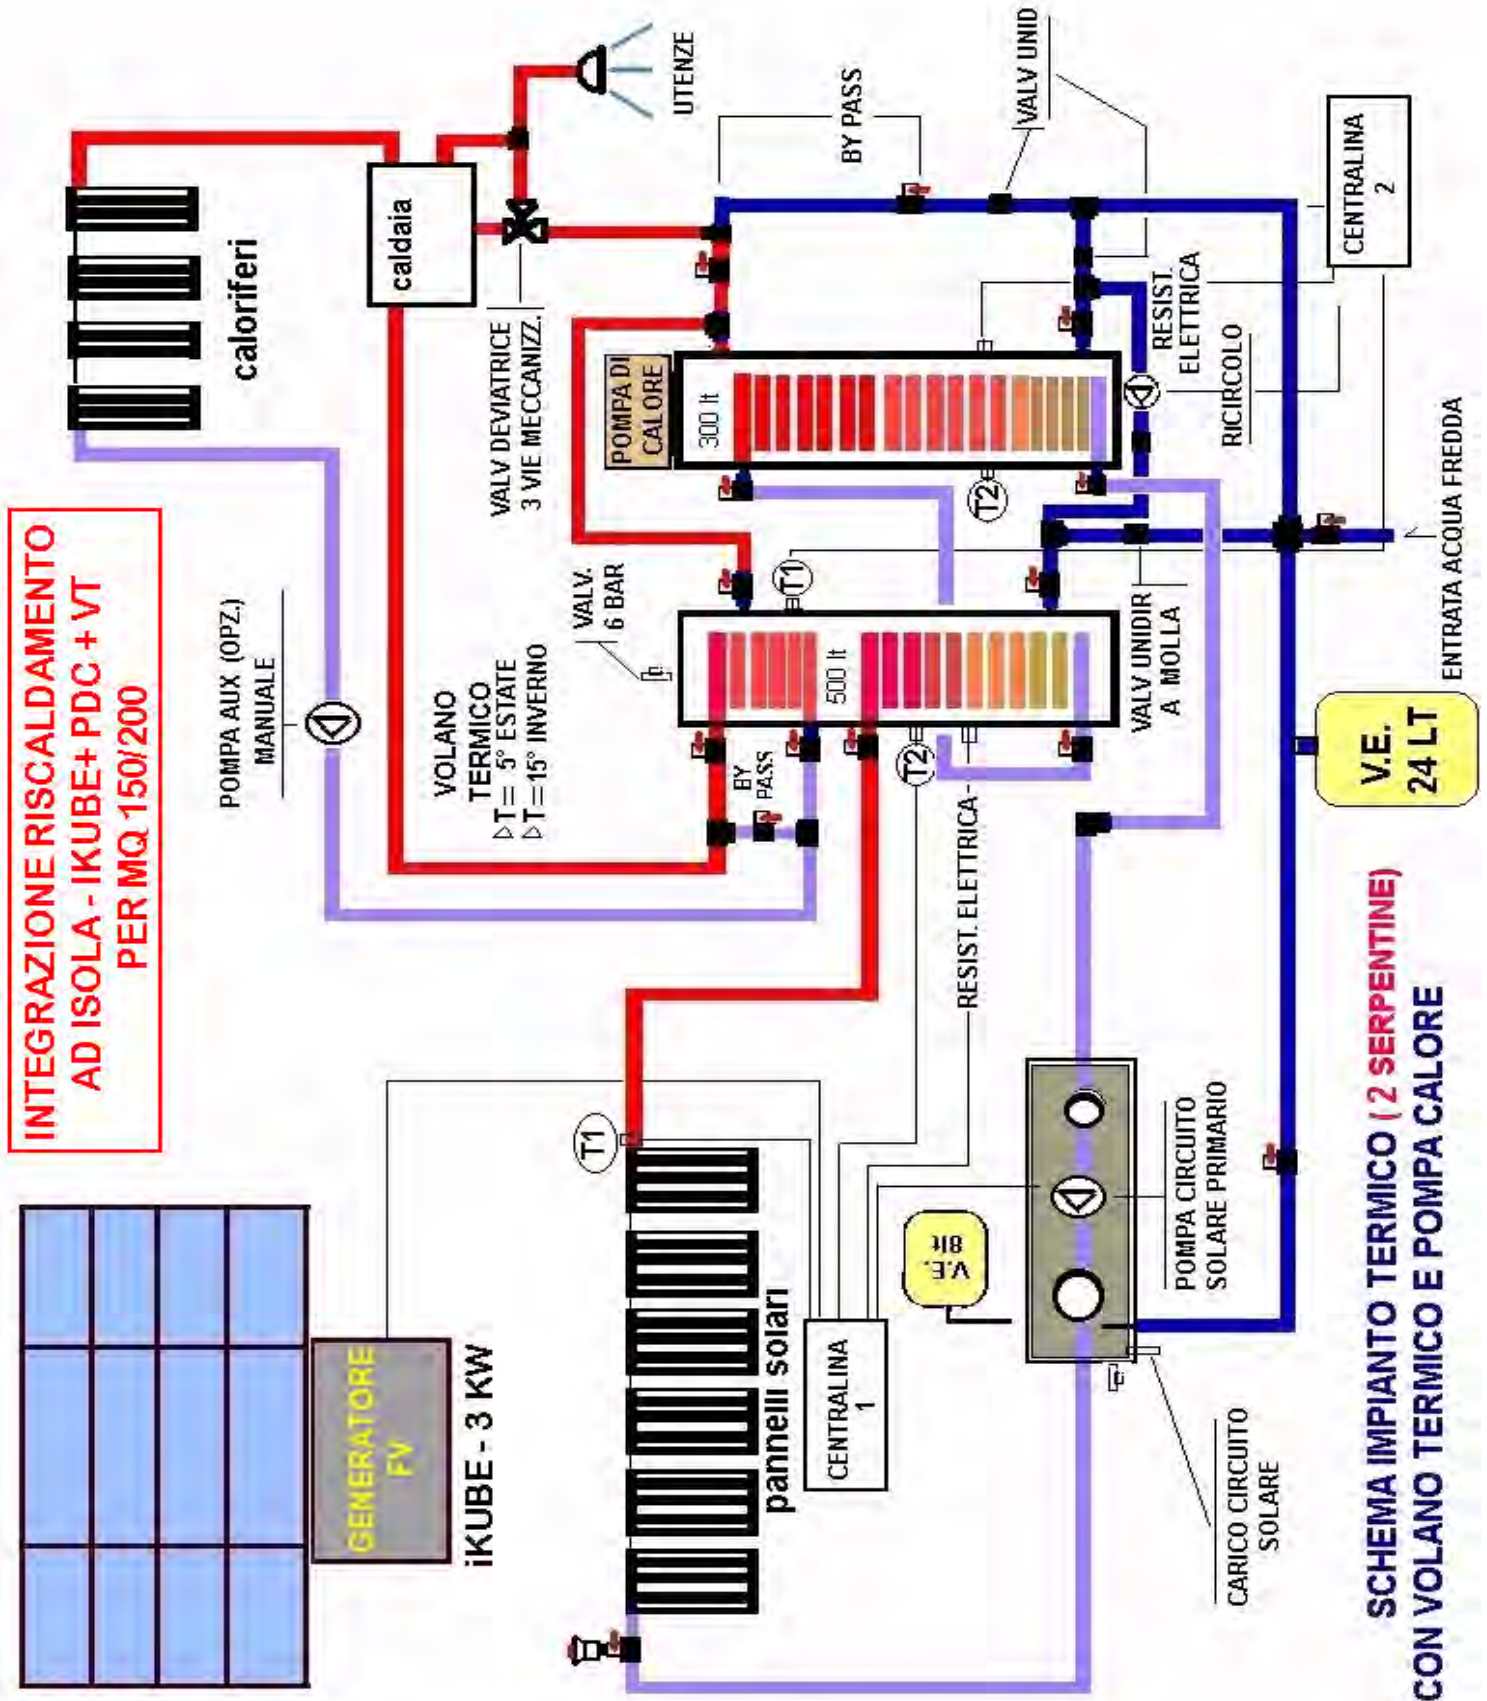 INTEGRAZIONE RISCALDAMENTO
AD ISOLA - IKUBE+ PDC + VT
PER MQ 150/200
GENERATORE
FV
iKUBE - 3 KW
POMPA AUX (OPZ.)
MANUALE
caloriferi
caldaia
UTENZE
VALV DEVIATRICE
3 VIE MECCANIZZ.
VOLANO
TERMICO
▷T= 5° ESTATE
▷T=15° INVERNO
VALV.
6 BAR
BY
PASS
500 lt
T1
T2
POMPA DI
CALORE
300 lt
T2
BY PASS
VALV UNID
RESIST.
ELETTRICA
RICIRCOLO
CENTRALINA
2
VALV UNIDIR
A MOLLA
ENTRATA ACQUA FREDDA
V.E.
24 LT
T1
pannelli solari
CENTRALINA
1
RESIST. ELETTRICA
V.E.
8lt
POMPA CIRCUITO
SOLARE PRIMARIO
CARICO CIRCUITO
SOLARE
SCHEMA IMPIANTO TERMICO ( 2 SERPENTINE)
CON VOLANO TERMICO E POMPA CALORE